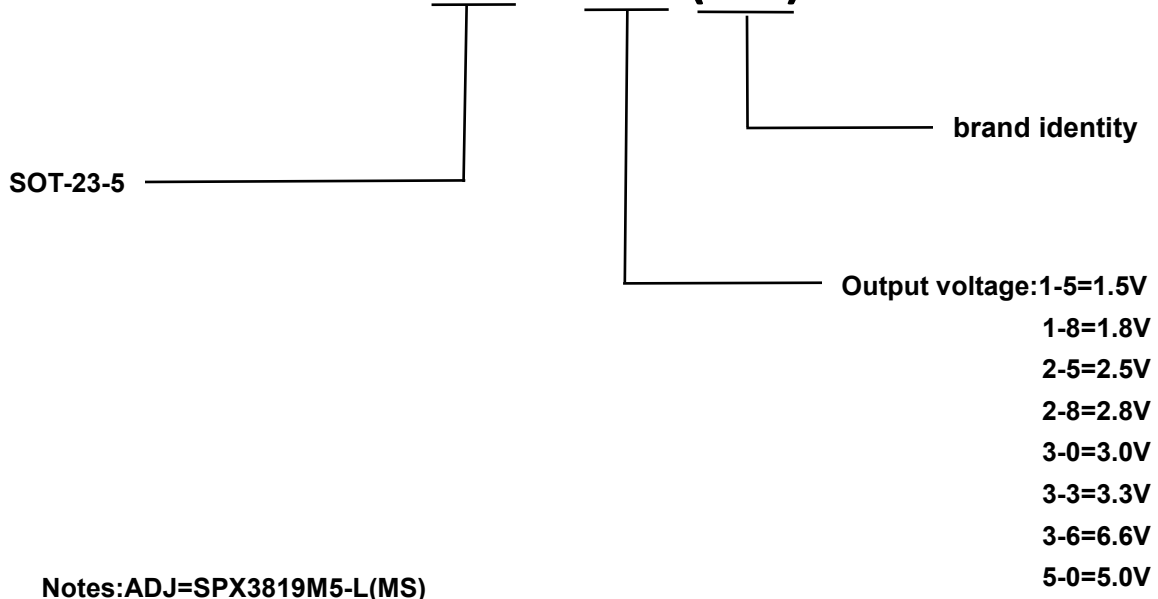 brand identity
SOT-23-5
Output voltage:1-5=1.5V
1-8=1.8V
2-5=2.5V
2-8=2.8V
3-0=3.0V
3-3=3.3V
3-6=6.6V
5-0=5.0V
Notes:ADJ=SPX3819M5-L(MS)